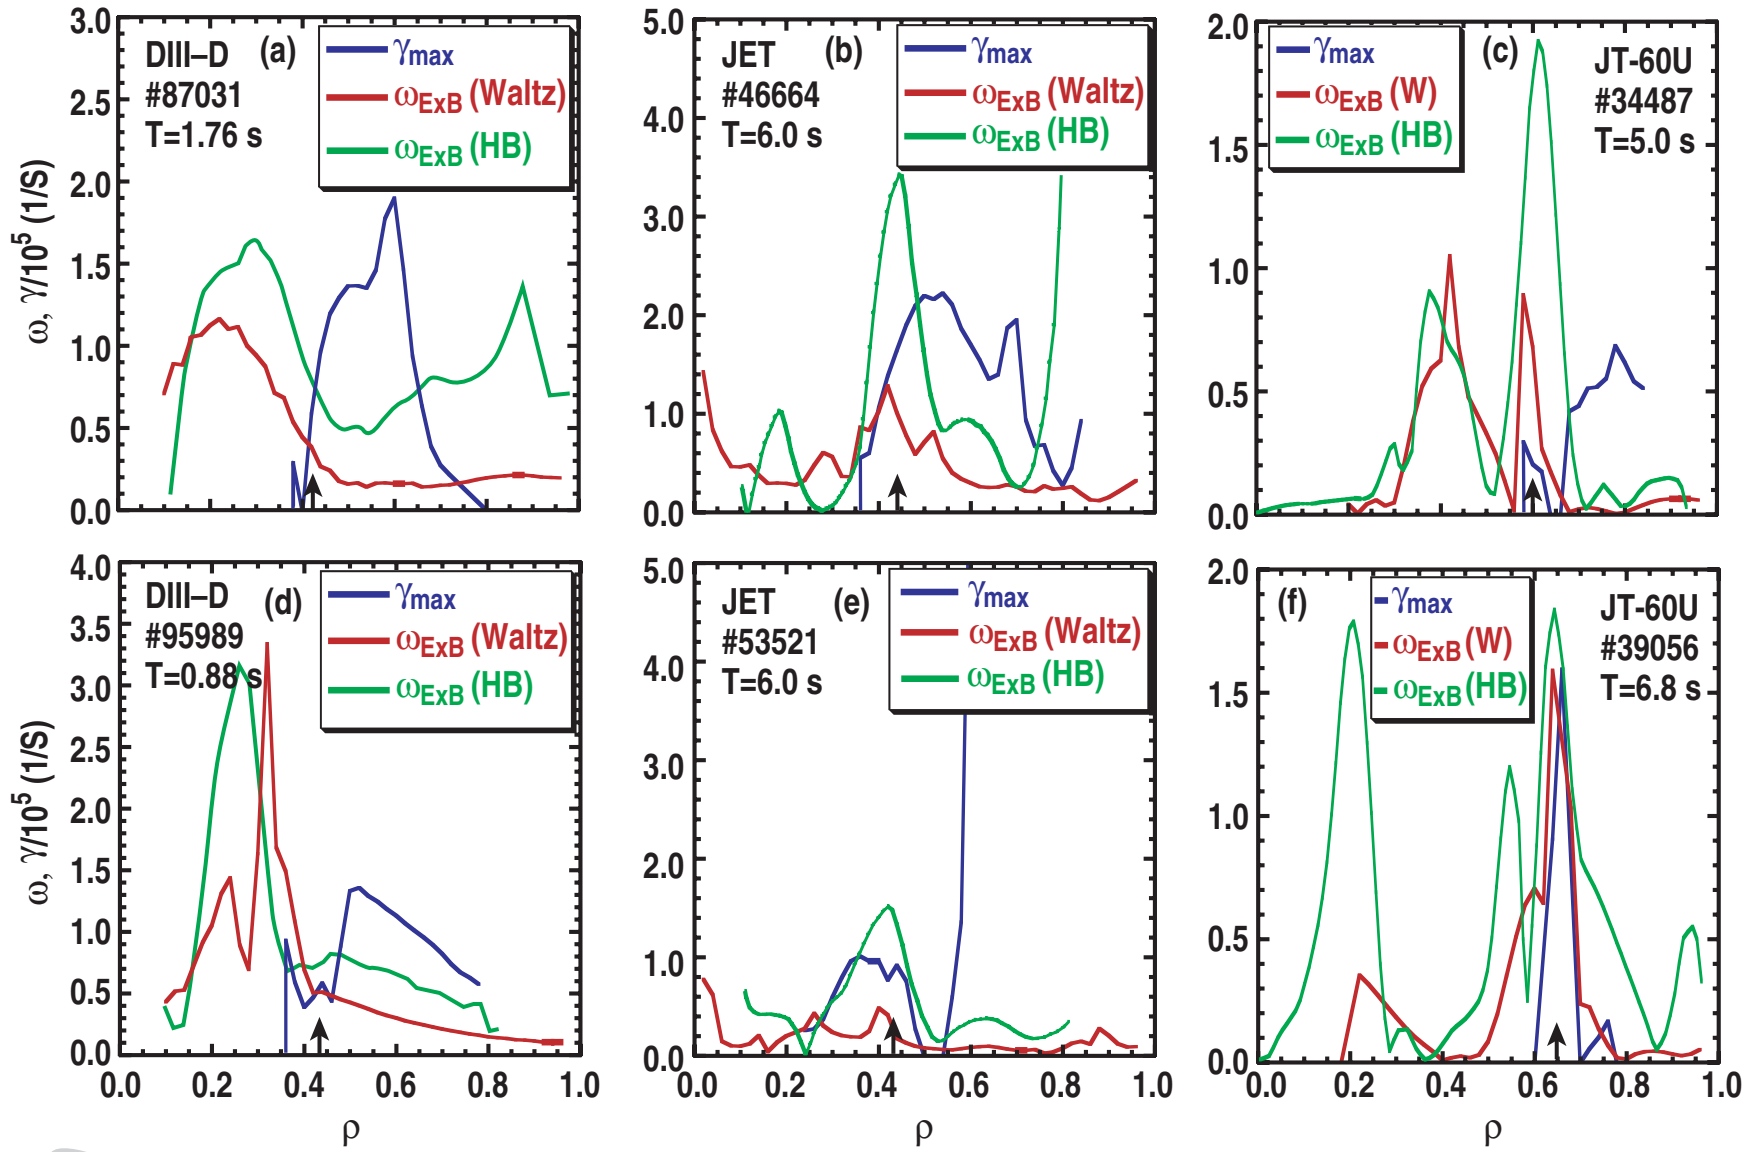 DIII–D (a)
#87031
T=1.76 s
γmax
ωExB (Waltz)
ωExB (HB)
3.0
2.5
2.0
1.5
1.0
0.5
0.0
ω, γ/10⁵ (1/S)
JET (b)
#46664
T=6.0 s
γmax
ωExB (Waltz)
ωExB (HB)
5.0
4.0
3.0
2.0
1.0
0.0
γmax
ωExB (W)
ωExB (HB)
(c) JT-60U
#34487
T=5.0 s
2.0
1.5
1.0
0.5
0.0
DIII–D (d)
#95989
T=0.88 s
γmax
ωExB (Waltz)
ωExB (HB)
4.0
3.5
3.0
2.5
2.0
1.5
1.0
0.5
0.0
ω, γ/10⁵ (1/S)
0.0 0.2 0.4 0.6 0.8 1.0
ρ
JET (e)
#53521
T=6.0 s
γmax
ωExB (Waltz)
ωExB (HB)
5.0
4.0
3.0
2.0
1.0
0.0
0.0 0.2 0.4 0.6 0.8 1.0
ρ
(f)
γmax
ωExB (W)
ωExB (HB)
JT-60U
#39056
T=6.8 s
2.0
1.5
1.0
0.5
0.0
0.0 0.2 0.4 0.6 0.8 1.0
ρ